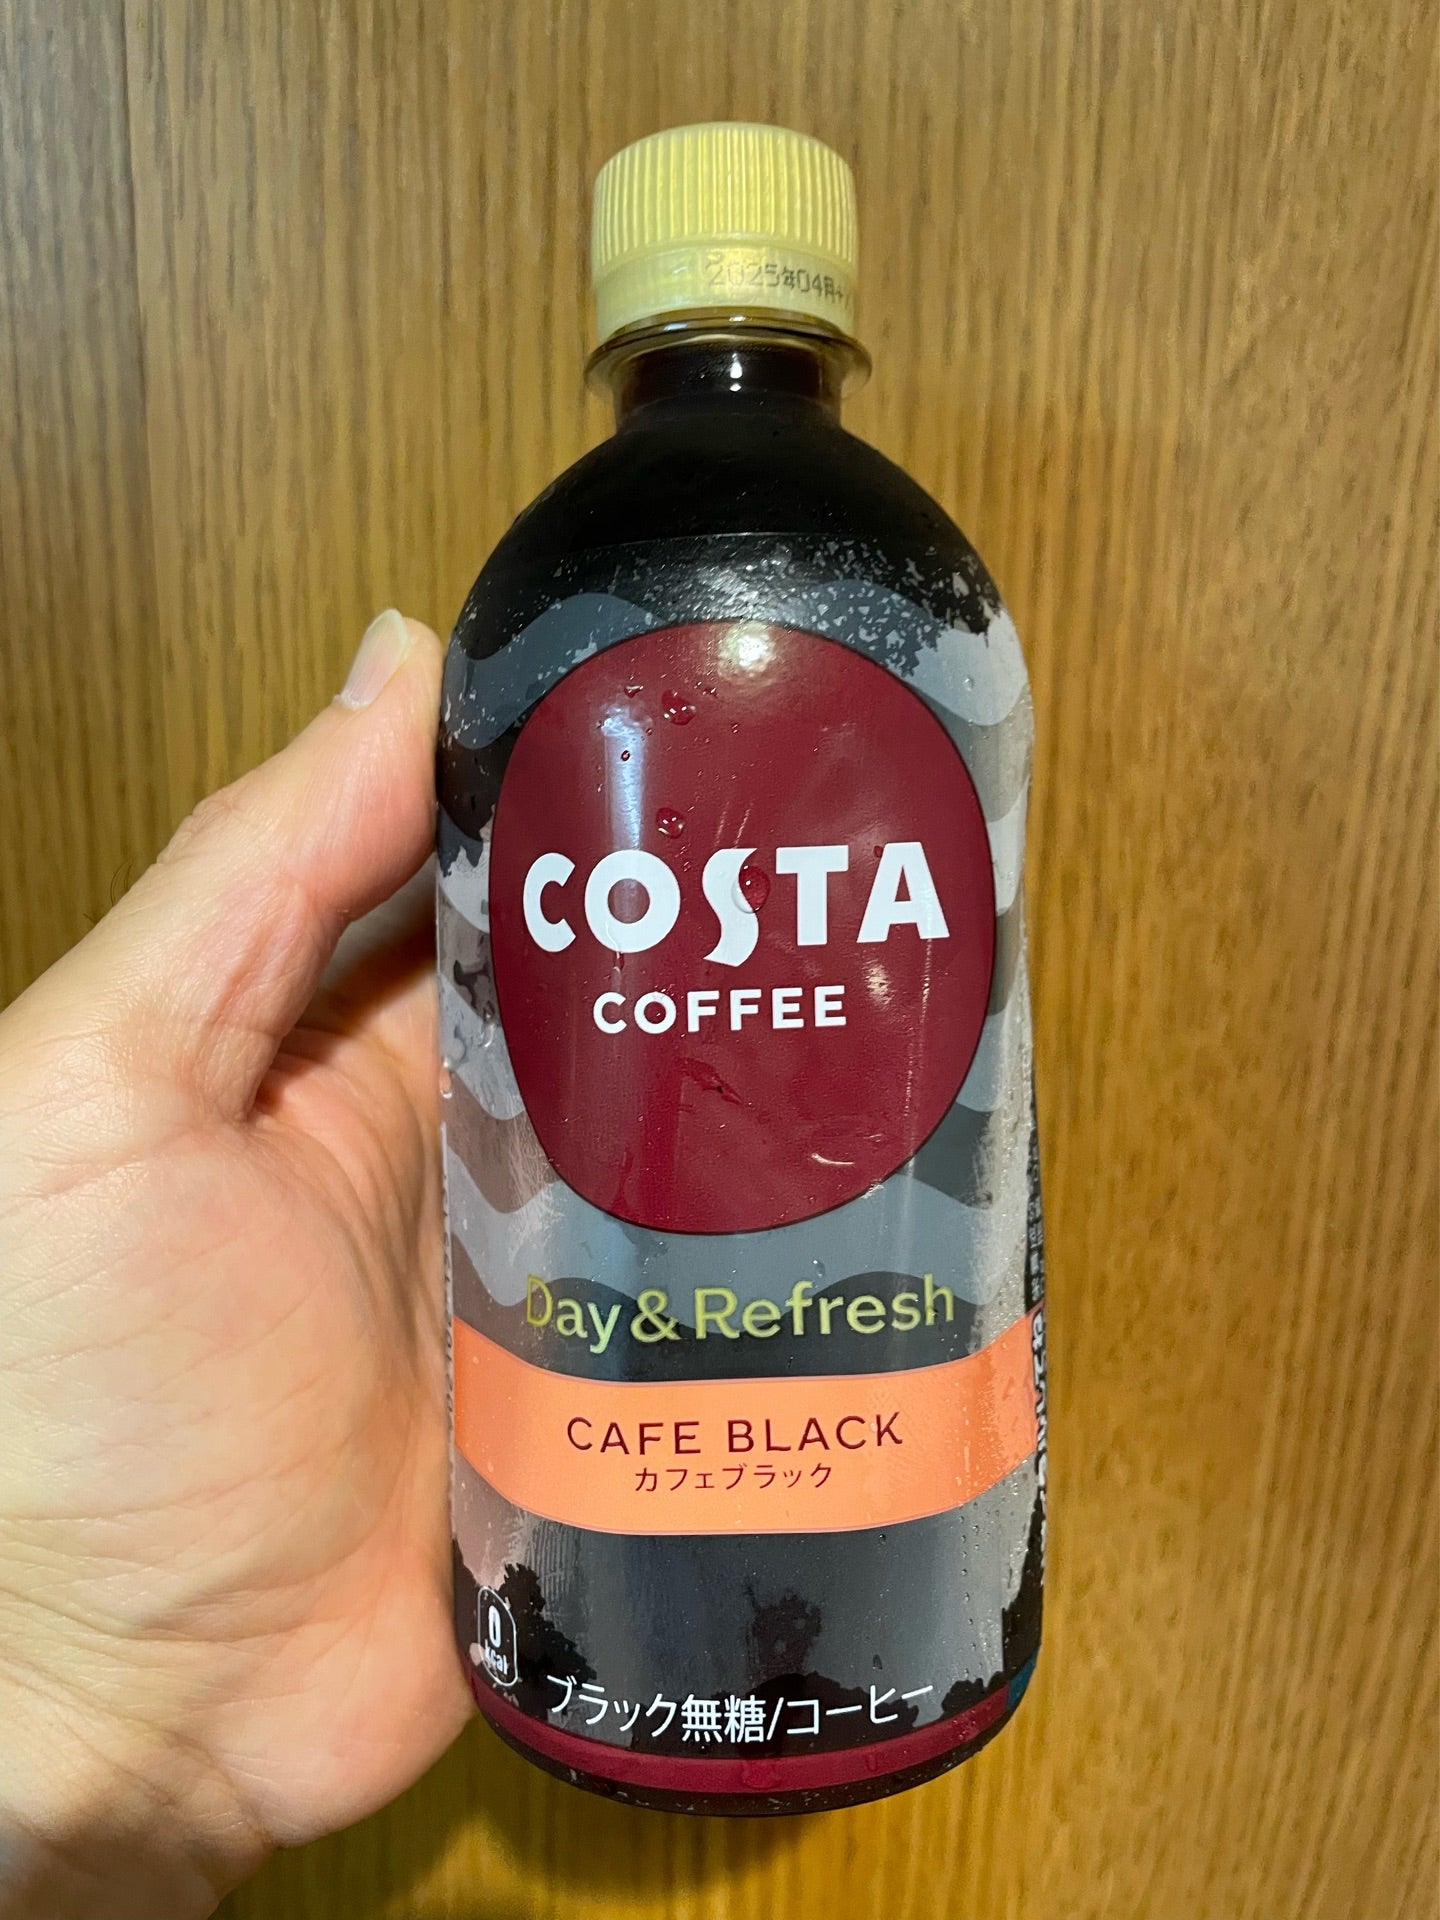 2025年04月
COSTA
COFFEE
Day & Refresh
CAFE BLACK
カフェブラック
0
kcal
ブラック無糖/コーヒー